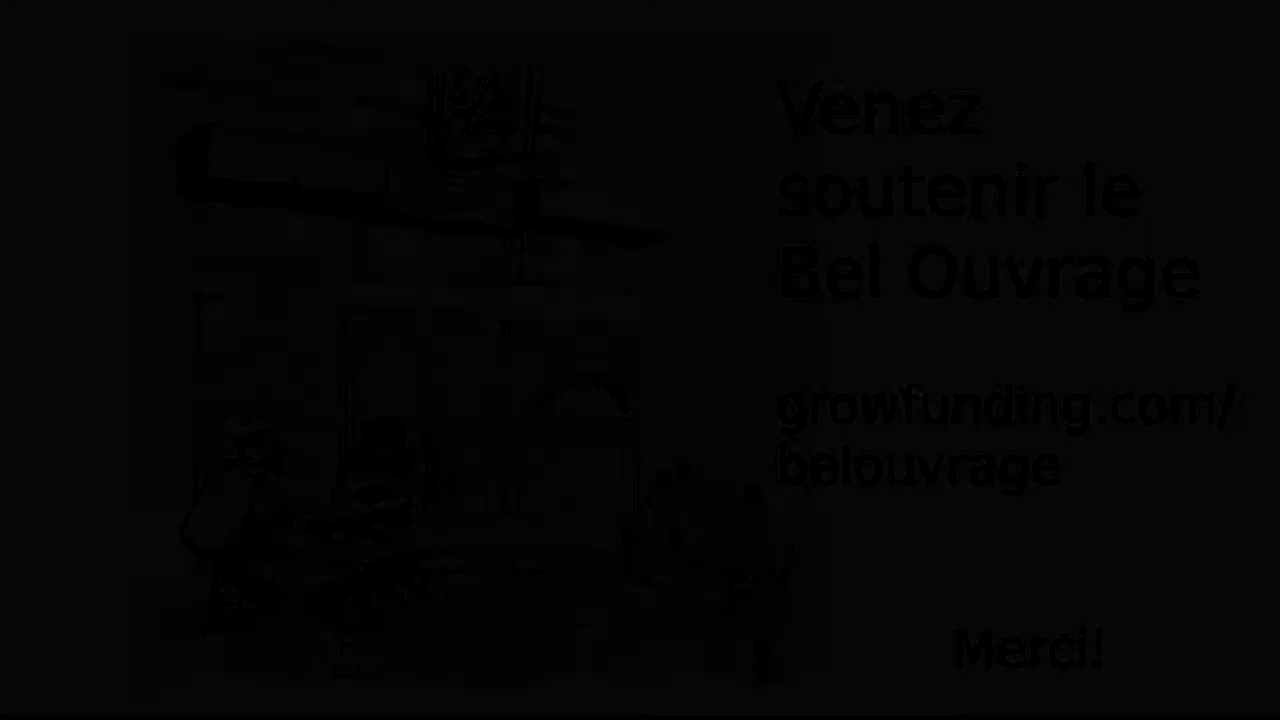 Venez
soutenir le
Bel Ouvrage
growfunding.com/
belouvrage
Merci!